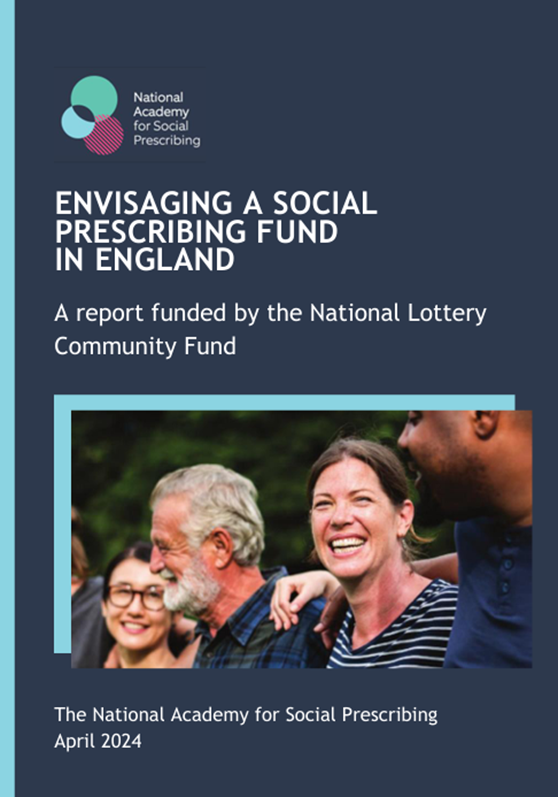 National
Academy
for Social
Prescribing
ENVISAGING A SOCIAL
PRESCRIBING FUND
IN ENGLAND
A report funded by the National Lottery
Community Fund
The National Academy for Social Prescribing
April 2024